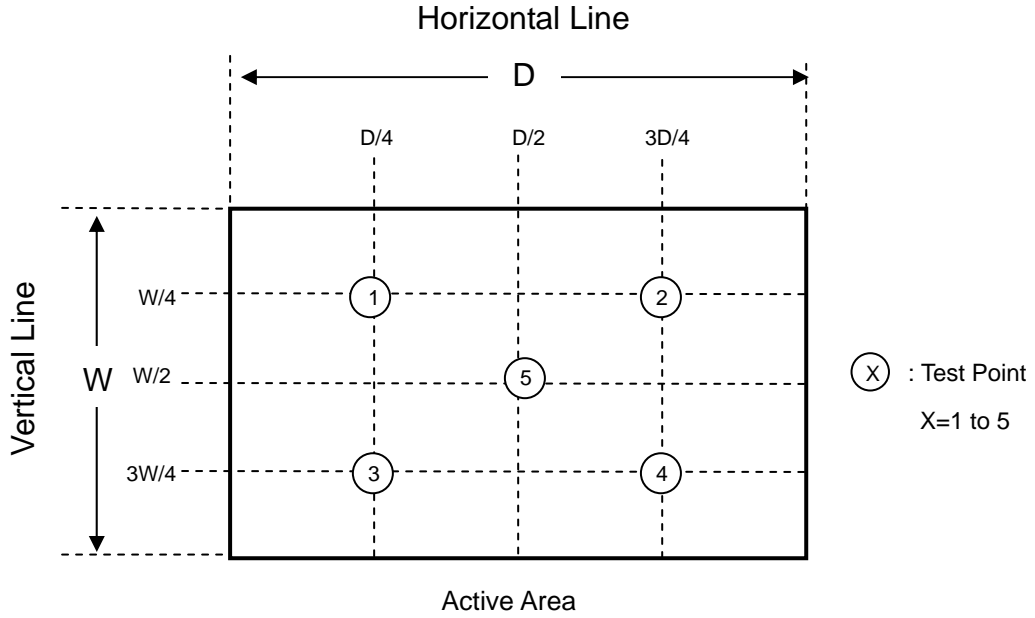 Horizontal Line
D
D/4 D/2 3D/4
Vertical Line
W
W/4
W/2
3W/4
1 2
5
3 4
X : Test Point
X=1 to 5
Active Area